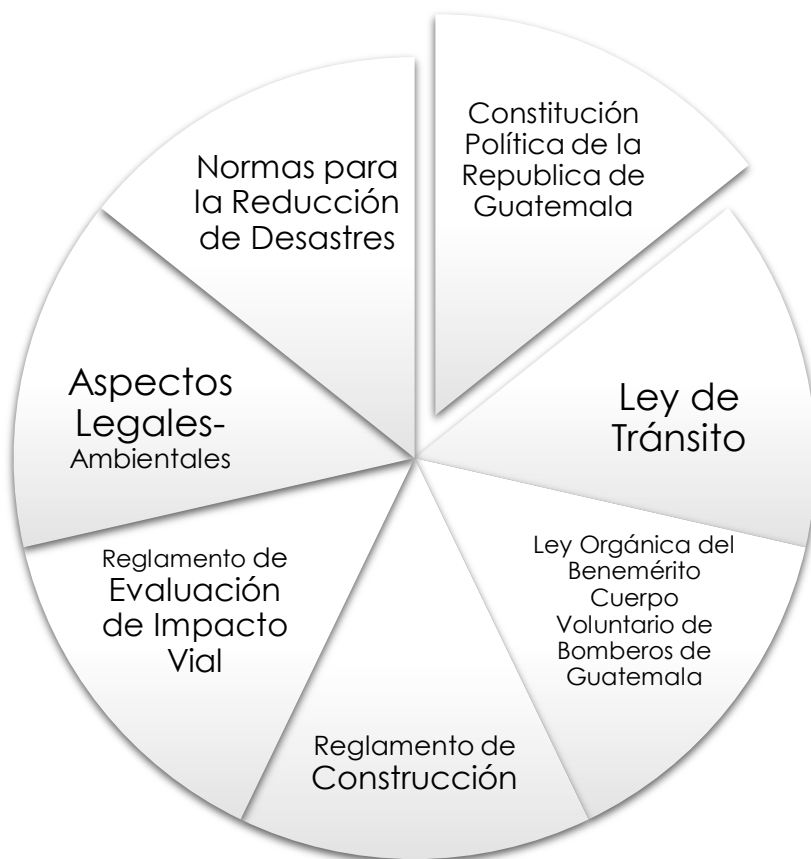 Constitución
Política de la
Republica de
Guatemala
Ley de
Tránsito
Ley Orgánica del
Benemérito
Cuerpo
Voluntario de
Bomberos de
Guatemala
Reglamento de
Construcción
Reglamento de
Evaluación
de Impacto
Vial
Aspectos
Legales-
Ambientales
Normas para
la Reducción
de Desastres